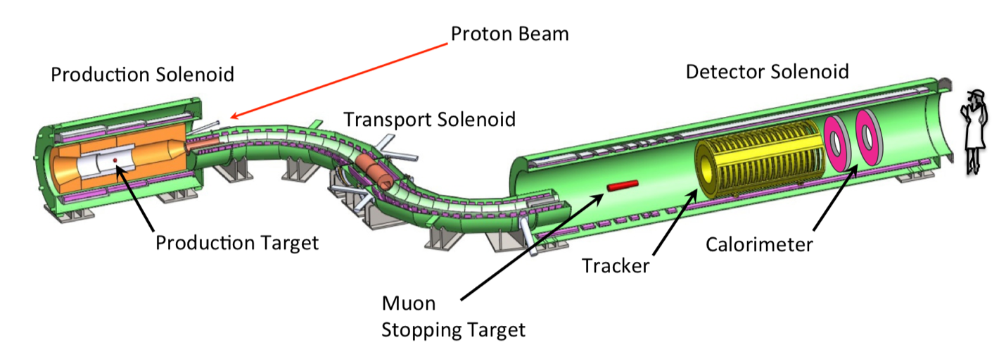 Proton Beam
Production Solenoid
Detector Solenoid
Transport Solenoid
Production Target
Calorimeter
Tracker
Muon
Stopping Target